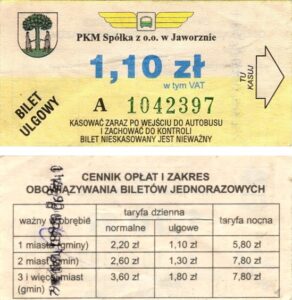 PKM Spółka z o.o. w Jaworznie
1,10 zł
w tym VAT
BILET
ULGOWY
TU
KASUJ
A 1042397
KASOWAĆ ZARAZ PO WEJŚCIU DO AUTOBUSU
I ZACHOWAĆ DO KONTROLI
BILET NIESKASOWANY JEST NIEWAŻNY
CENNIK OPŁAT I ZAKRES
OBOWIĄZYWANIA BILETÓW JEDNORAZOWYCH
ważny w obrębie
taryfa dzienna
taryfa nocna
normalne ulgowe
1 miasta (gminy) 2,20 zł 1,10 zł 5,80 zł
2 miast (gmin) 2,60 zł 1,30 zł 7,80 zł
3 i więcej miast 3,60 zł 1,80 zł 7,80 zł
(gmin)